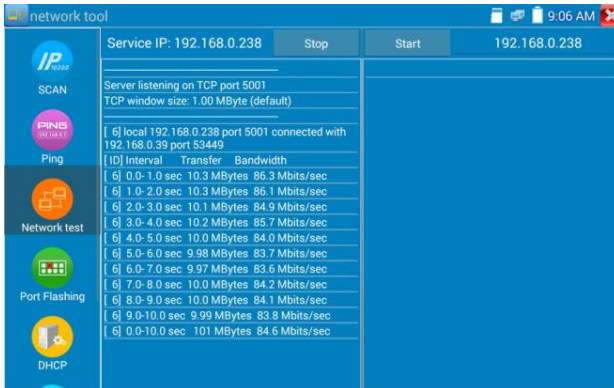 network tool
9:06 AM
Service IP: 192.168.0.238
Stop
Start
192.168.0.238
SCAN
PING
Ping
Network test
Port Flashing
DHCP
Server listening on TCP port 5001
TCP window size: 1.00 MByte (default)
[ 6] local 192.168.0.238 port 5001 connected with
192.168.0.39 port 53449
[ ID] Interval Transfer Bandwidth
[ 6] 0.0- 1.0 sec 10.3 MBytes 86.3 Mbits/sec
[ 6] 1.0- 2.0 sec 10.3 MBytes 86.1 Mbits/sec
[ 6] 2.0- 3.0 sec 10.1 MBytes 84.9 Mbits/sec
[ 6] 3.0- 4.0 sec 10.2 MBytes 85.7 Mbits/sec
[ 6] 4.0- 5.0 sec 10.0 MBytes 84.0 Mbits/sec
[ 6] 5.0- 6.0 sec 9.98 MBytes 83.7 Mbits/sec
[ 6] 6.0- 7.0 sec 9.97 MBytes 83.6 Mbits/sec
[ 6] 7.0- 8.0 sec 10.0 MBytes 84.2 Mbits/sec
[ 6] 8.0- 9.0 sec 10.0 MBytes 84.1 Mbits/sec
[ 6] 9.0-10.0 sec 9.99 MBytes 83.8 Mbits/sec
[ 6] 0.0-10.0 sec 101 MBytes 84.6 Mbits/sec